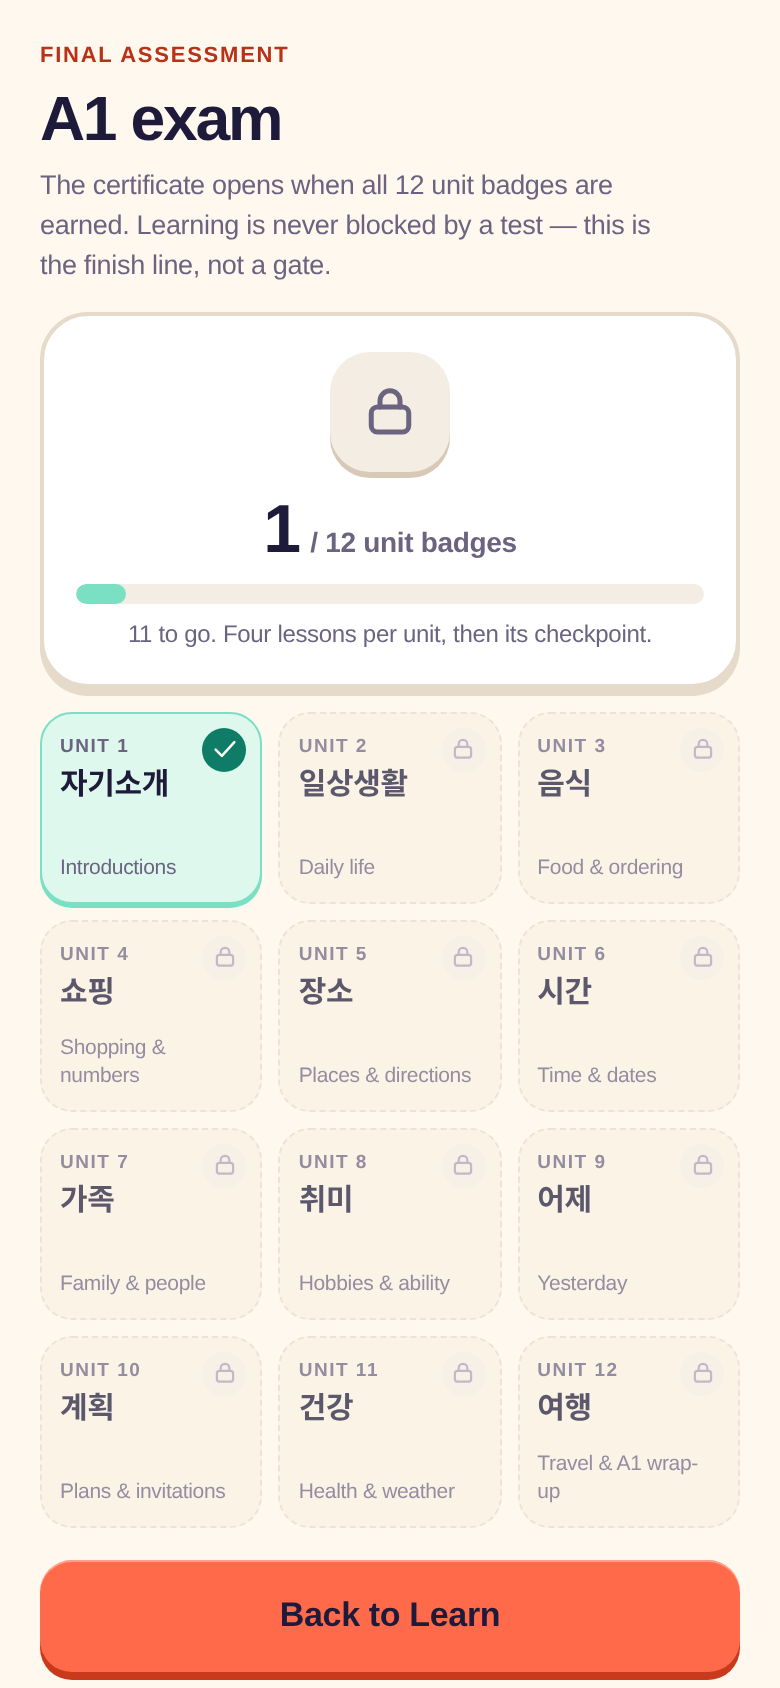 FINAL ASSESSMENT
A1 exam
The certificate opens when all 12 unit badges are
earned. Learning is never blocked by a test — this is
the finish line, not a gate.
1 / 12 unit badges
11 to go. Four lessons per unit, then its checkpoint.
UNIT 1
자기소개
Introductions
UNIT 2
일상생활
Daily life
UNIT 3
음식
Food & ordering
UNIT 4
쇼핑
Shopping &
numbers
UNIT 5
장소
Places & directions
UNIT 6
시간
Time & dates
UNIT 7
가족
Family & people
UNIT 8
취미
Hobbies & ability
UNIT 9
어제
Yesterday
UNIT 10
계획
Plans & invitations
UNIT 11
건강
Health & weather
UNIT 12
여행
Travel & A1 wrap-
up
Back to Learn